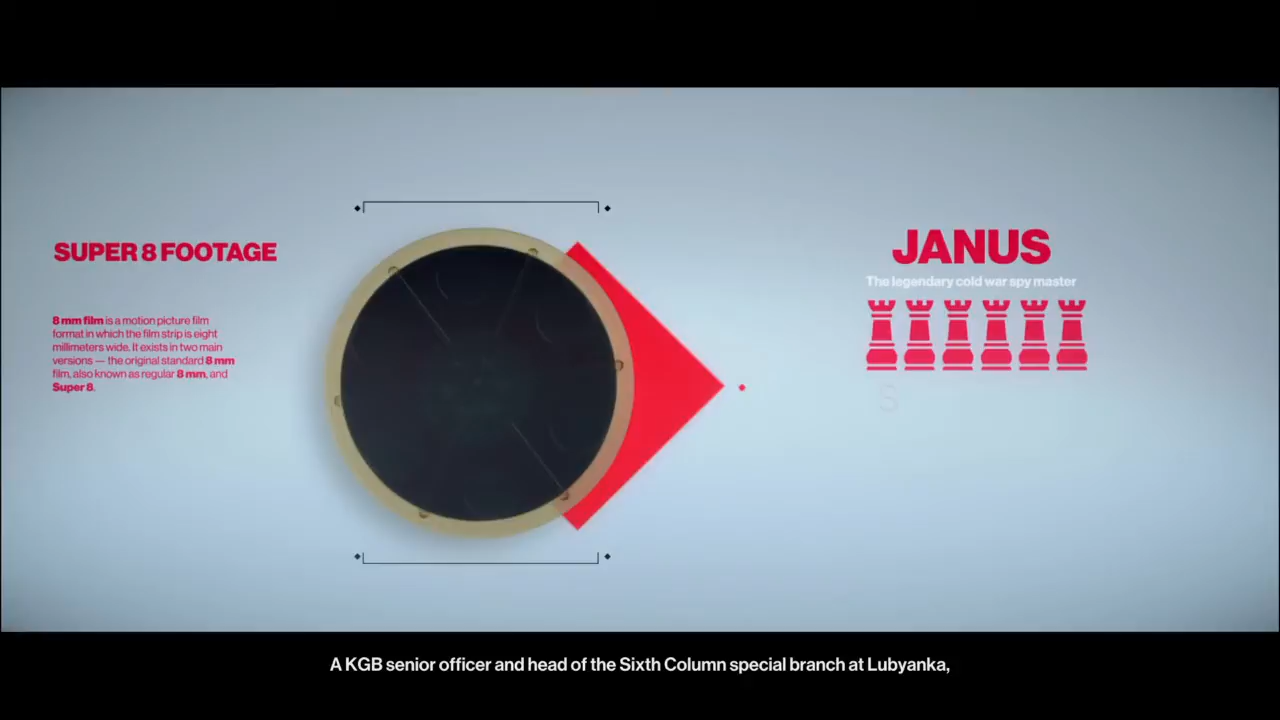 SUPER 8 FOOTAGE
8 mm film is a motion picture film
format in which the film strip is eight
millimeters wide. It exists in two main
versions — the original standard 8 mm
film, also known as regular 8 mm, and
Super 8.
JANUS
The legendary cold war spy master
S
A KGB senior officer and head of the Sixth Column special branch at Lubyanka,